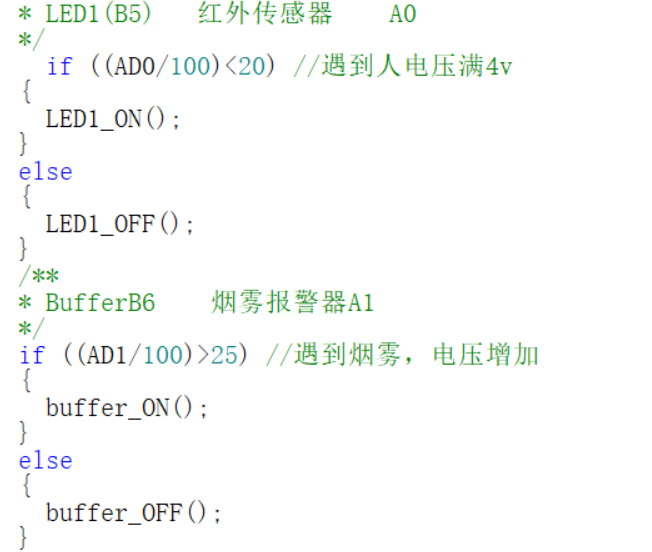 * LED1(B5)   红外传感器    A0
*/
  if ((AD0/100)<20) //遇到人电压满4v
{
  LED1_ON();
}
else
{
  LED1_OFF();
}
/**
* BufferB6    烟雾报警器A1
*/
if ((AD1/100)>25) //遇到烟雾，电压增加
{
  buffer_ON();
}
else
{
  buffer_OFF();
}